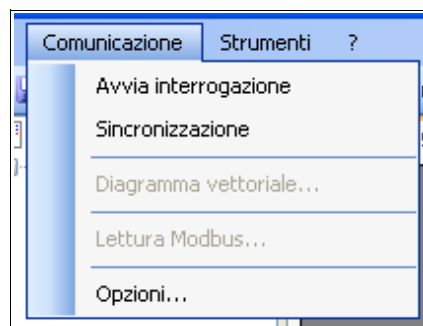 Comunicazione Strumenti ?
Avvia interrogazione
Sincronizzazione
Diagramma vettoriale...
Lettura Modbus...
Opzioni...